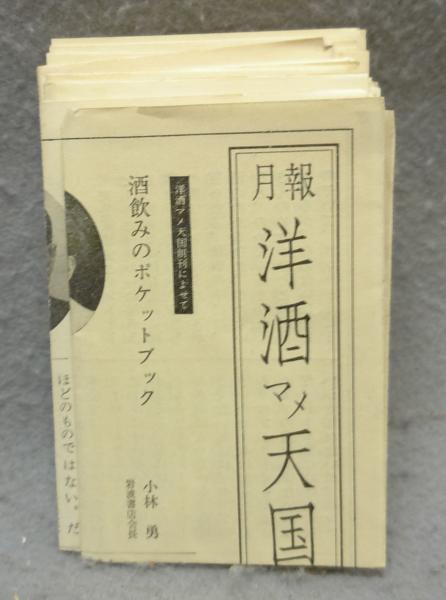 月報
洋酒マメ天国
洋酒マメ天国創刊によせて
酒飲みのポケットブック
小林 勇
岩波書店会長
ほどのものではない。だ